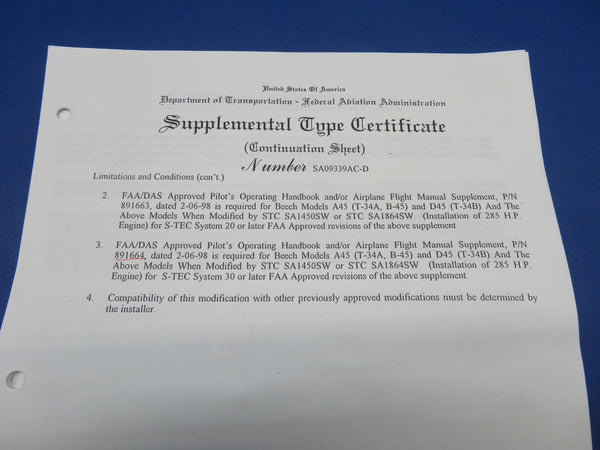 United States Of America
Department of Transportation - Federal Aviation Administration
Supplemental Type Certificate
(Continuation Sheet)
Number SA09339AC-D
Limitations and Conditions (con't.)
2. FAA/DAS Approved Pilot's Operating Handbook and/or Airplane Flight Manual Supplement, P/N
891663, dated 2-06-98 is required for Beech Models A45 (T-34A, B-45) and D45 (T-34B) And The
Above Models When Modified by STC SA1450SW or STC SA1864SW (Installation of 285 H.P.
Engine) for S-TEC System 20 or later FAA Approved revisions of the above supplement
3. FAA/DAS Approved Pilot's Operating Handbook and/or Airplane Flight Manual Supplement, P/N
891664, dated 2-06-98 is required for Beech Models A45 (T-34A, B-45) and D45 (T-34B) And The
Above Models When Modified by STC SA1450SW or STC SA1864SW (Installation of 285 H.P.
Engine) for S-TEC System 30 or later FAA Approved revisions of the above supplement
4. Compatibility of this modification with other previously approved modifications must be determined by
the installer.